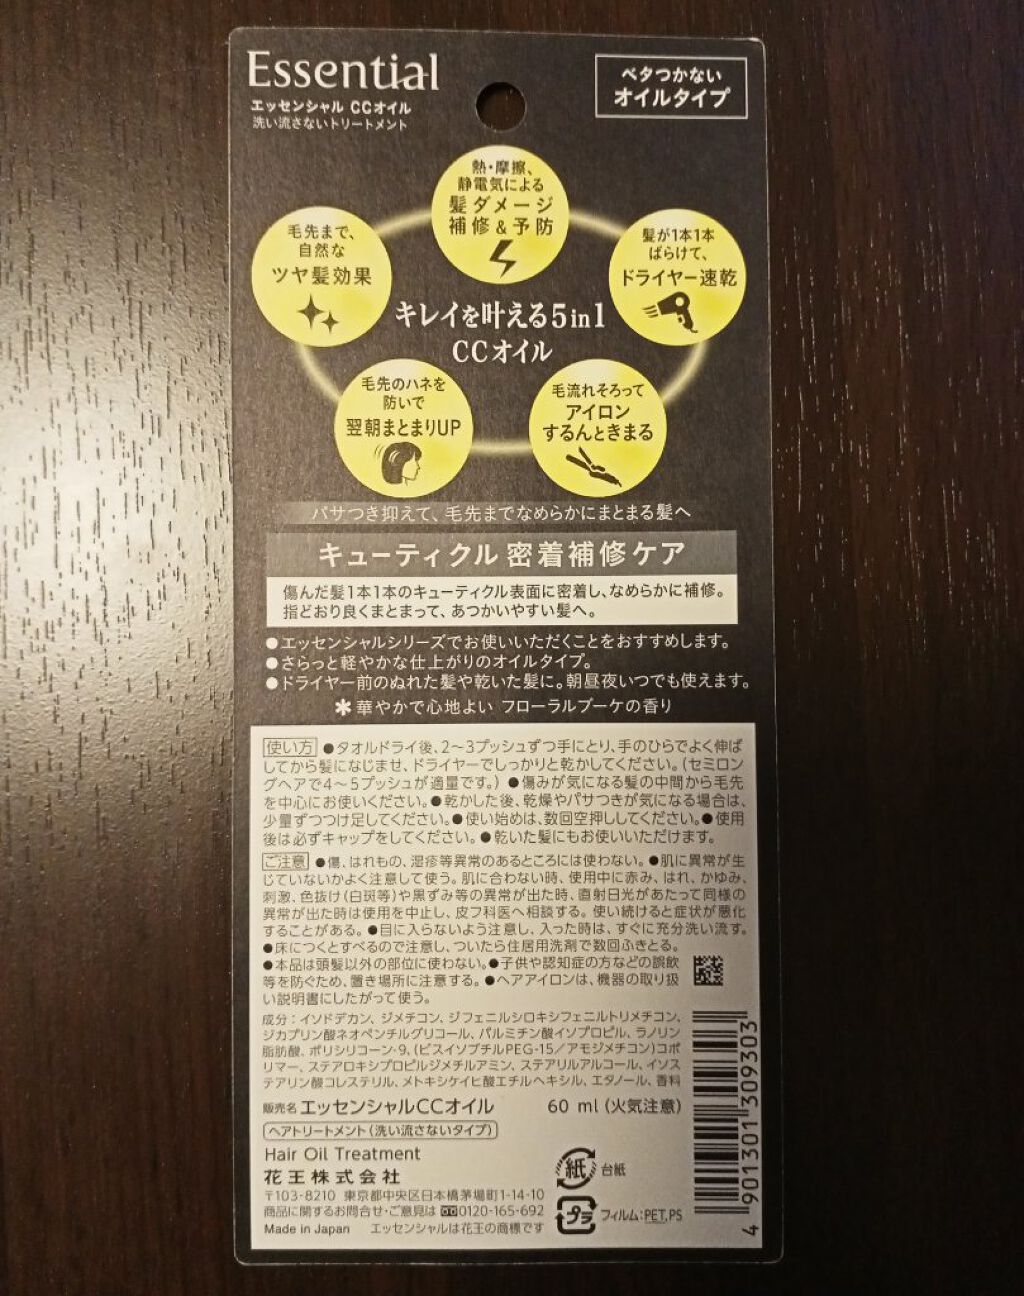 Essential
エッセンシャル CCオイル
洗い流さないトリートメント
ベタつかない
オイルタイプ
熱・摩擦、
静電気による
髪ダメージ
補修&予防
毛先まで、
自然な
ツヤ髪効果
髪が1本1本
ばらけて、
ドライヤー速乾
キレイを叶える5in1
CCオイル
毛先のハネを
防いで
翌朝まとまりUP
毛流れそろって
アイロン
するんときまる
パサつき抑えて、毛先までなめらかにまとまる髪へ
キューティクル 密着補修ケア
傷んだ髪1本1本のキューティクル表面に密着し、なめらかに補修。
指どおり良くまとまって、あつかいやすい髪へ。
●エッセンシャルシリーズでお使いいただくことをおすすめします。
●さらっと軽やかな仕上がりのオイルタイプ。
●ドライヤー前のぬれた髪や乾いた髪に。朝昼夜いつでも使えます。
＊華やかで心地よい フローラルブーケの香り
使い方 ●タオルドライ後、2〜3プッシュずつ手にとり、手のひらでよく伸ば
してから髪になじませ、ドライヤーでしっかりと乾かしてください。(セミロン
グヘアで4〜5プッシュが適量です。) ●傷みが気になる髪の中間から毛先
を中心にお使いください。●乾かした後、乾燥やパサつきが気になる場合は、
少量ずつつけ足してください。●使い始めは、数回空押ししてください。●使用
後は必ずキャップをしてください。●乾いた髪にもお使いいただけます。
ご注意 ●傷、はれもの、湿疹等異常のあるところには使わない。●肌に異常が生
じていないかよく注意して使う。肌に合わない時、使用中に赤み、はれ、かゆみ、
刺激、色抜け(白斑等)や黒ずみ等の異常が出た時、直射日光があたって同様の
異常が出た時は使用を中止し、皮フ科医へ相談する。使い続けると症状が悪化
することがある。●目に入らないよう注意し、入った時は、すぐに充分洗い流す。
●床につくとすべるので注意し、ついたら住居用洗剤で数回ふきとる。
●本品は頭髪以外の部位に使わない。●子供や認知症の方などの誤飲
等を防ぐため、置き場所に注意する。●ヘアアイロンは、機器の取り扱
い説明書にしたがって使う。
成分：イソドデカン、ジメチコン、ジフェニルシロキシフェニルトリメチコン、
ジカプリン酸ネオペンチルグリコール、パルミチン酸イソプロピル、ラノリン
脂肪酸、ポリシリコーン-9、(ビスイソブチルPEG-15／アモジメチコン)コポ
リマー、ステアロキシプロピルジメチルアミン、ステアリルアルコール、イソス
テアリン酸コレステリル、メトキシケイヒ酸エチルヘキシル、エタノール、香料
販売名 エッセンシャルCCオイル 60 ml (火気注意)
ヘアトリートメント(洗い流さないタイプ)
Hair Oil Treatment
花王株式会社
〒103-8210 東京都中央区日本橋茅場町1-14-10
商品に関するお問合せ・ご意見は ☎0120-165-692
Made in Japan エッセンシャルは花王の商標です
紙 台紙
プラ フィルム:PET,PS
4 901301 309303